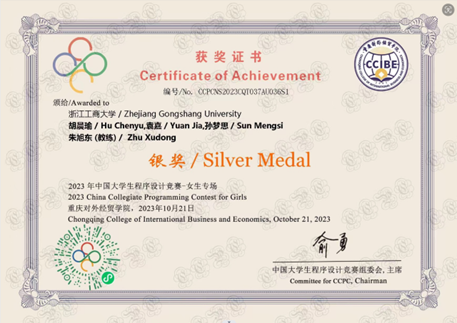 获奖证书
Certificate of Achievement
编号/No. CCPCNS2023CQT037AU036S1
CCIBE
颁给/Awarded to
浙江工商大学 / Zhejiang Gongshang University
胡晨瑜 / Hu Chenyu,袁嘉 / Yuan Jia,孙梦思 / Sun Mengsi
朱旭东 (教练) / Zhu Xudong
银奖 / Silver Medal
2023 年中国大学生程序设计竞赛-女生专场
2023 China Collegiate Programming Contest for Girls
重庆对外经贸学院, 2023年10月21日
Chongqing College of International Business and Economics, October 21, 2023
俞勇
中国大学生程序设计竞赛组委会, 主席
Committee for CCPC, Chairman